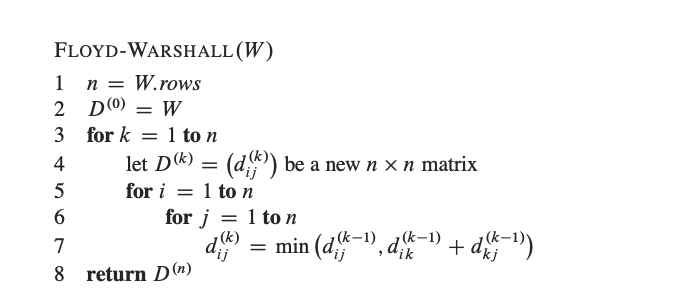 FLOYD-WARSHALL(W)
1 n = W.rows
2 D^(0) = W
3 for k = 1 to n
4 let D^(k) = (d_ij^(k)) be a new n × n matrix
5 for i = 1 to n
6 for j = 1 to n
7 d_ij^(k) = min (d_ij^(k−1), d_ik^(k−1) + d_kj^(k−1))
8 return D^(n)